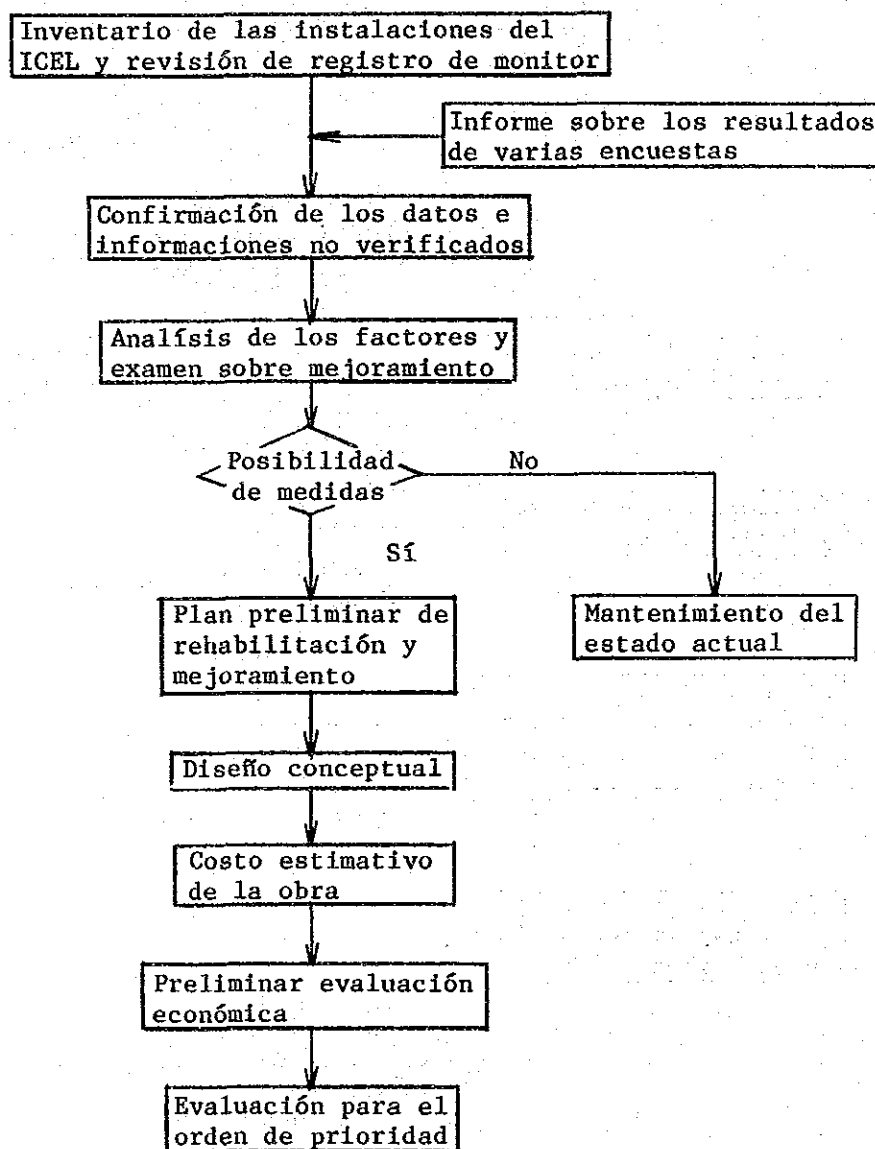 Inventario de las instalaciones del
ICEL y revisión de registro de monitor
Informe sobre los resultados
de varias encuestas
Confirmación de los datos e
informaciones no verificados
Analísis de los factores y
examen sobre mejoramiento
Posibilidad
de medidas
No
Sí
Plan preliminar de
rehabilitación y
mejoramiento
Mantenimiento del
estado actual
Diseño conceptual
Costo estimativo
de la obra
Preliminar evaluación
económica
Evaluación para el
orden de prioridad